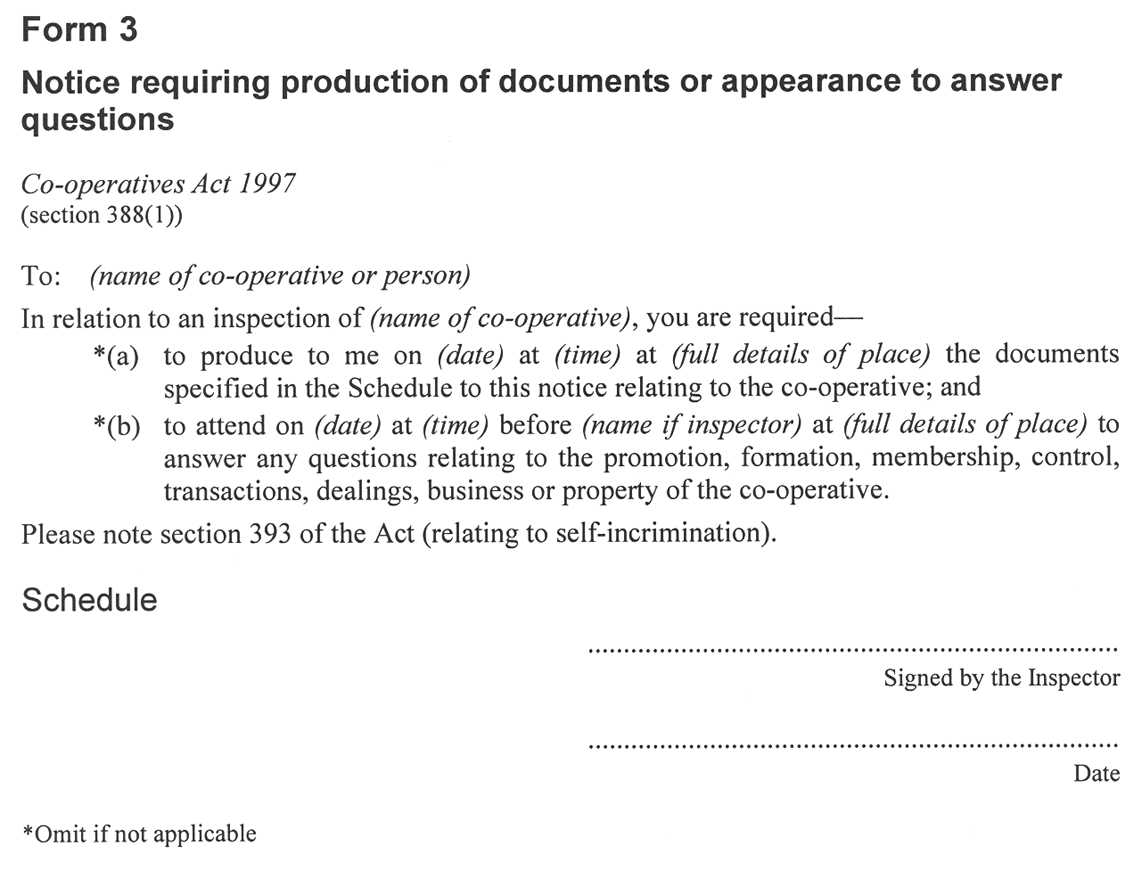 Form 3
Notice requiring production of documents or appearance to answer
questions
Co-operatives Act 1997
(section 388(1))
To: (name of co-operative or person)
In relation to an inspection of (name of co-operative), you are required—
*(a) to produce to me on (date) at (time) at (full details of place) the documents
specified in the Schedule to this notice relating to the co-operative; and
*(b) to attend on (date) at (time) before (name if inspector) at (full details of place) to
answer any questions relating to the promotion, formation, membership, control,
transactions, dealings, business or property of the co-operative.
Please note section 393 of the Act (relating to self-incrimination).
Schedule
................................................................................
Signed by the Inspector
................................................................................
Date
*Omit if not applicable